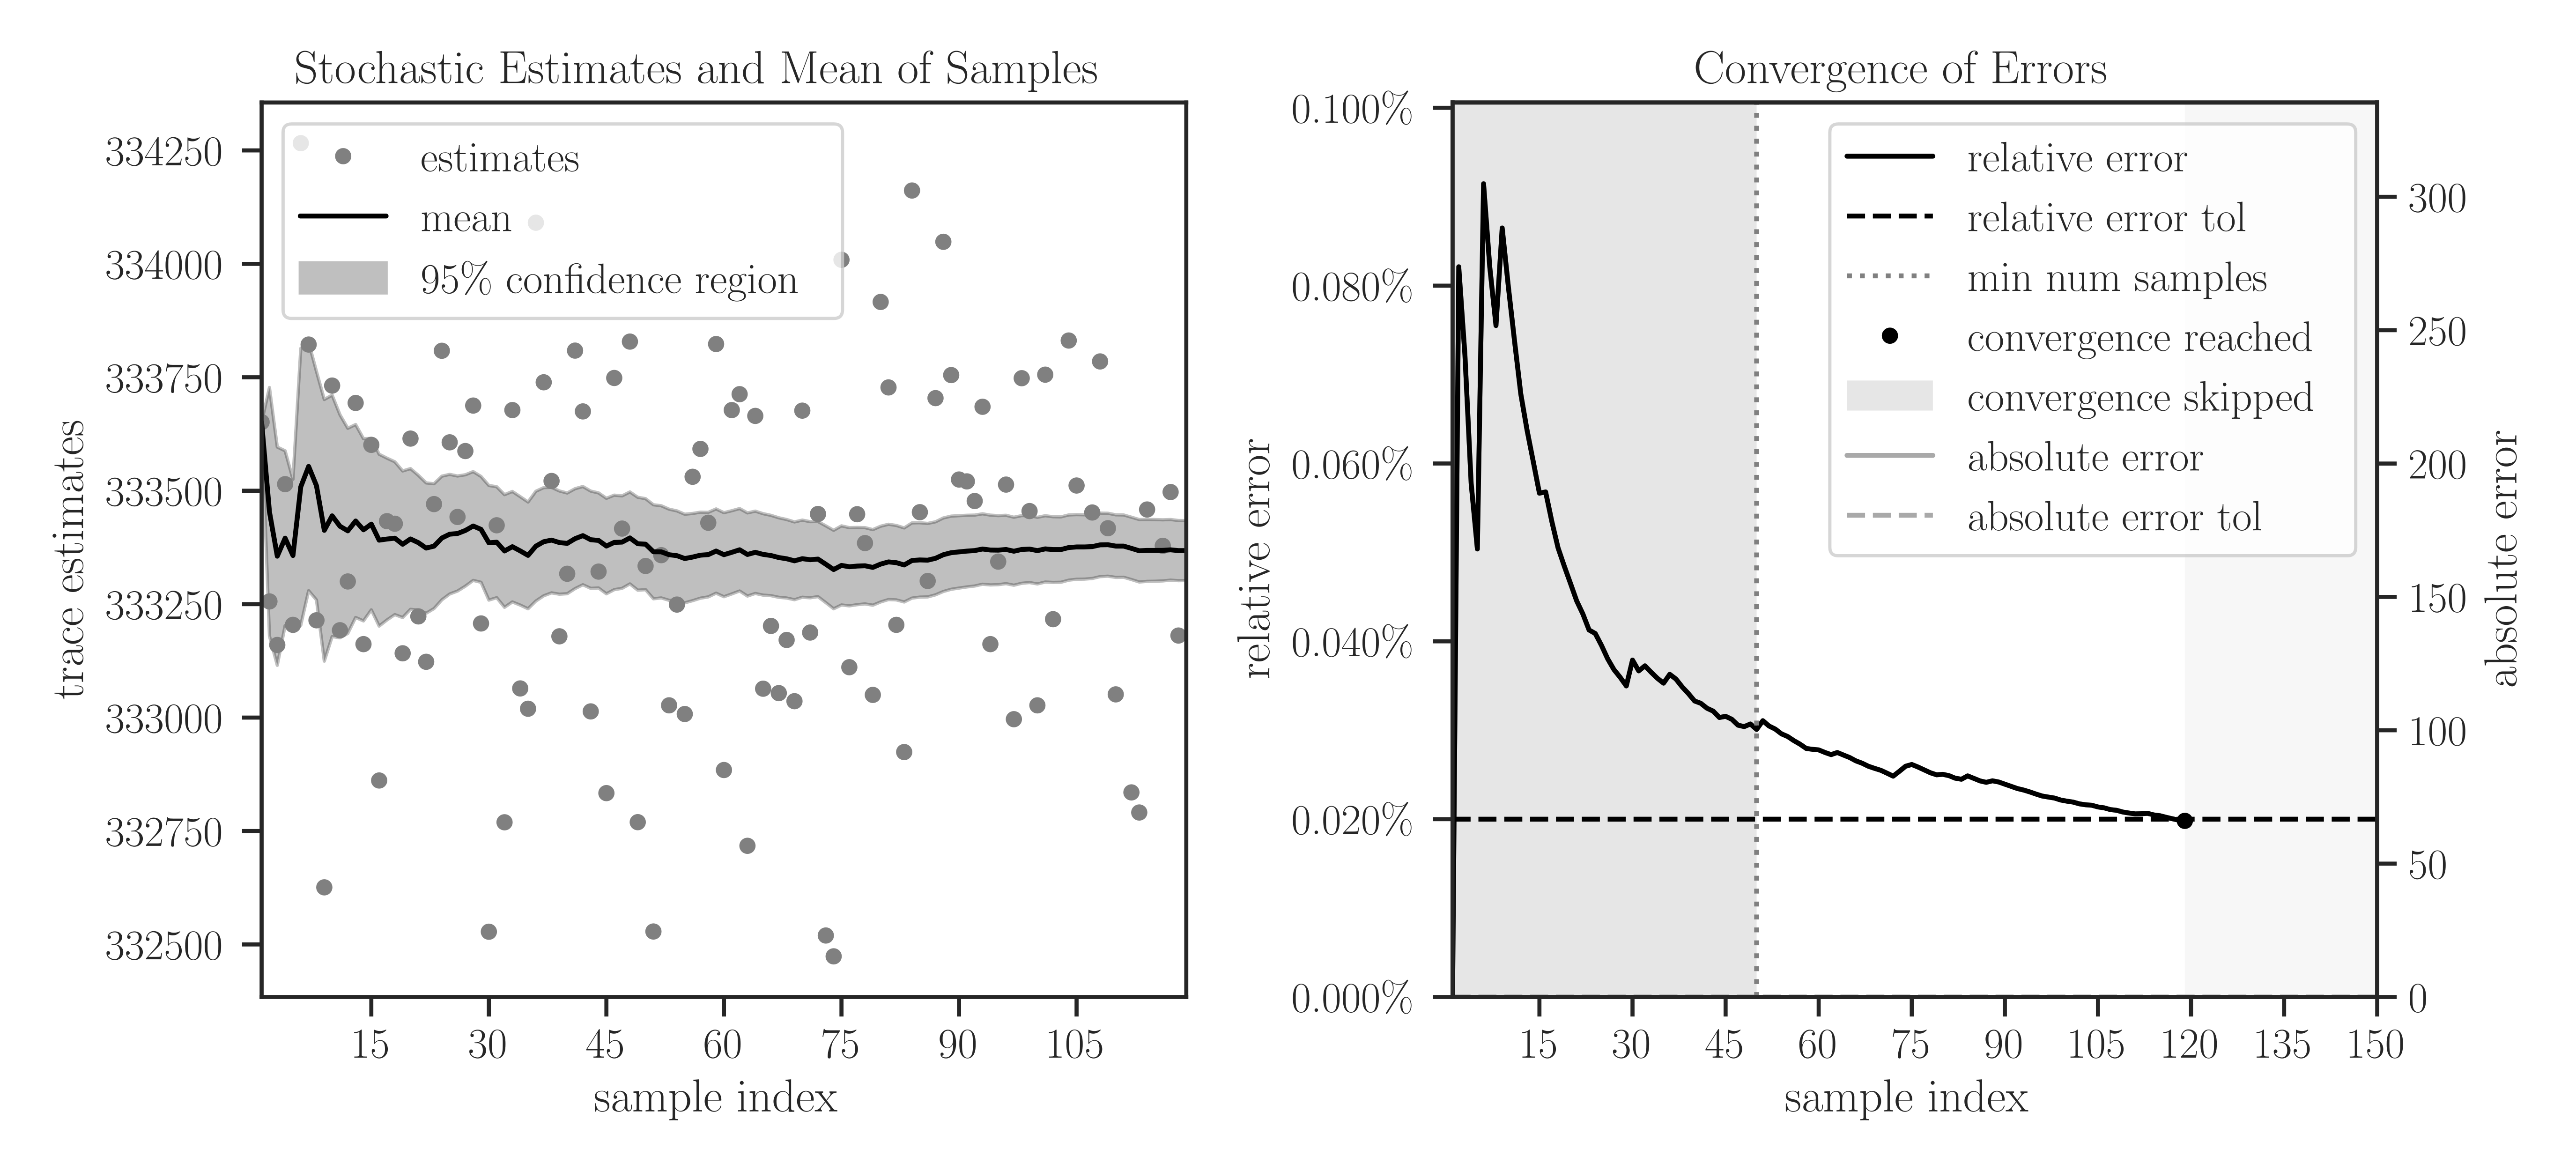 Stochastic Estimates and Mean of Samples
334250
334000
333750
333500
333250
333000
332750
332500
trace estimates
estimates
mean
95% confidence region
15 30 45 60 75 90 105
sample index
Convergence of Errors
0.100%
0.080%
0.060%
0.040%
0.020%
0.000%
relative error
relative error
relative error tol
min num samples
convergence reached
convergence skipped
absolute error
absolute error tol
300
250
200
150
100
50
0
absolute error
15 30 45 60 75 90 105 120 135 150
sample index